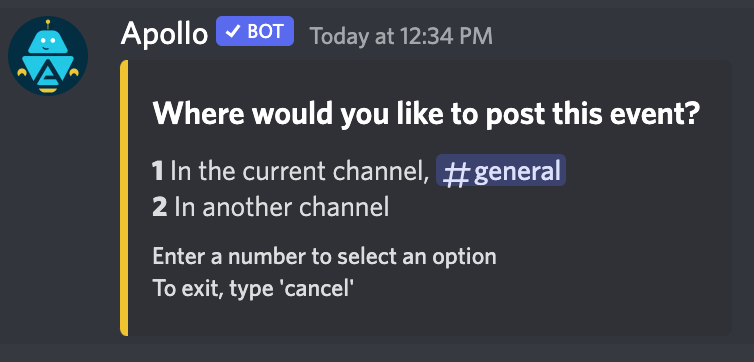 Apollo ✓ BOT Today at 12:34 PM
Where would you like to post this event?
1 In the current channel, #general
2 In another channel
Enter a number to select an option
To exit, type 'cancel'